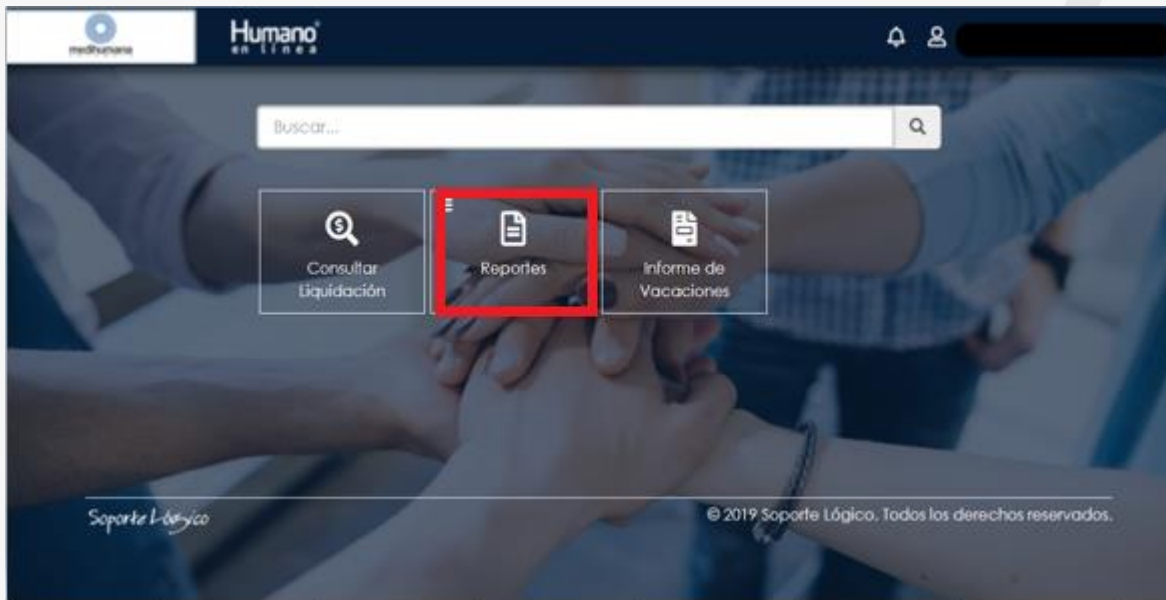 medihumana
Humano
en línea
Buscar...
Consultar
Liquidación
Reportes
Informe de
Vacaciones
Soporte Lógico
© 2019 Soporte Lógico. Todos los derechos reservados.